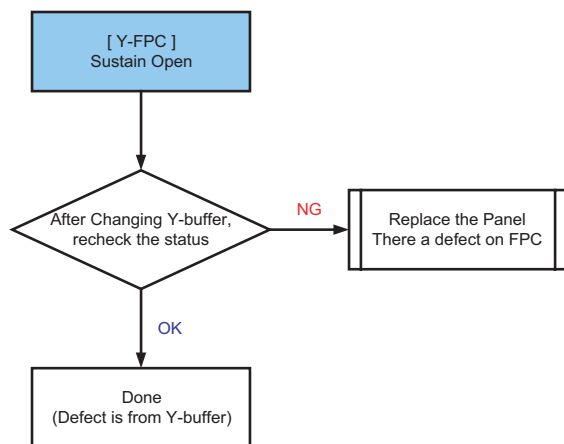 [ Y-FPC ]
Sustain Open
After Changing Y-buffer,
recheck the status
NG
Replace the Panel
There a defect on FPC
OK
Done
(Defect is from Y-buffer)